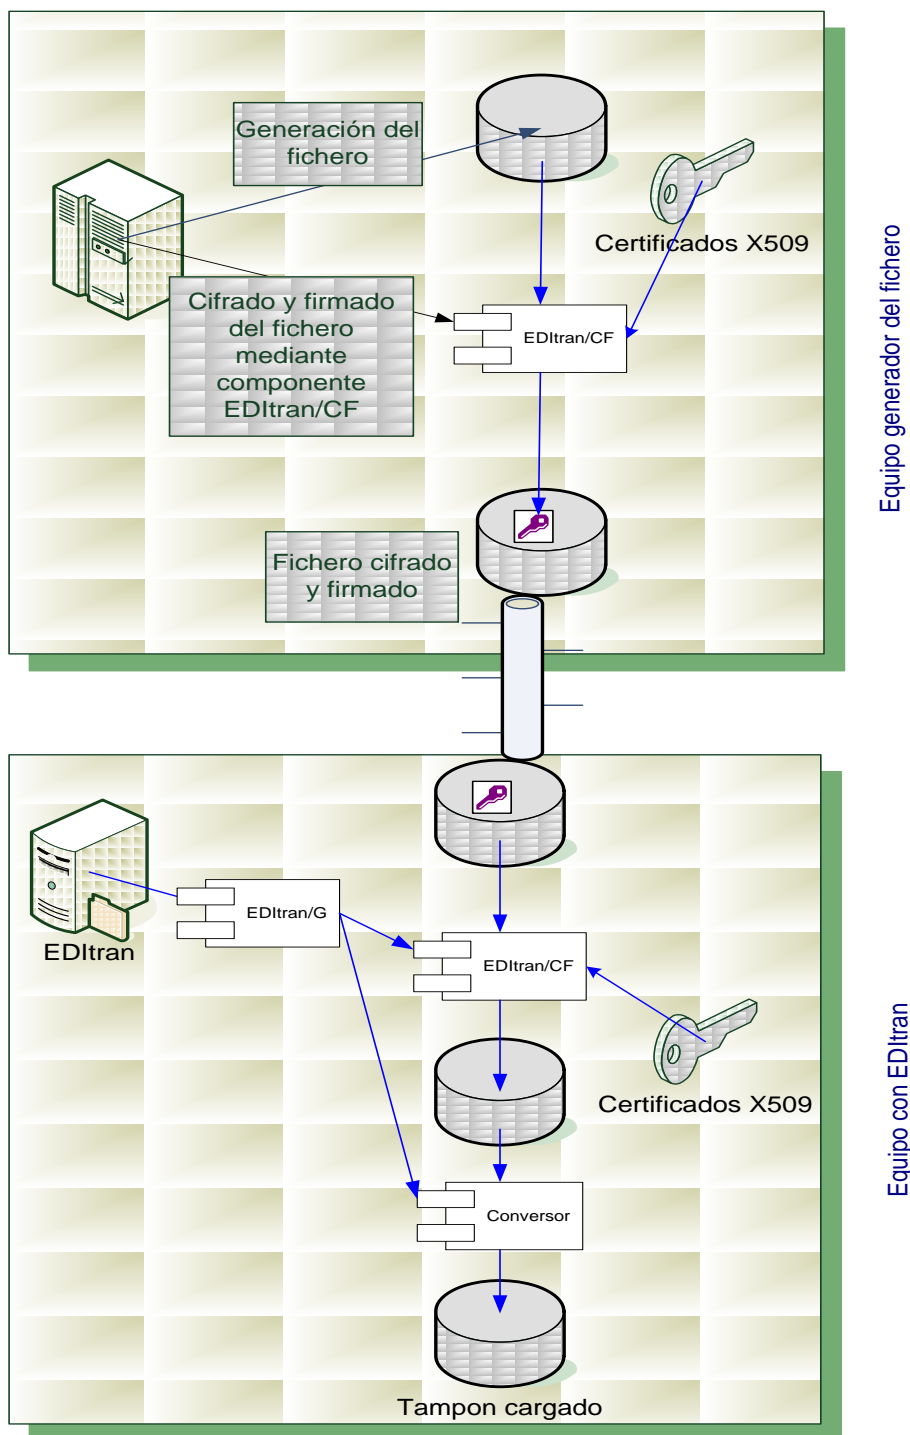 Generación del
fichero
Certificados X509
Cifrado y firmado
del fichero
mediante
componente
EDItran/CF
EDItran/CF
Fichero cifrado
y firmado
Equipo generador del fichero
EDItran
EDItran/G
EDItran/CF
Certificados X509
Conversor
Tampon cargado
Equipo con EDItran